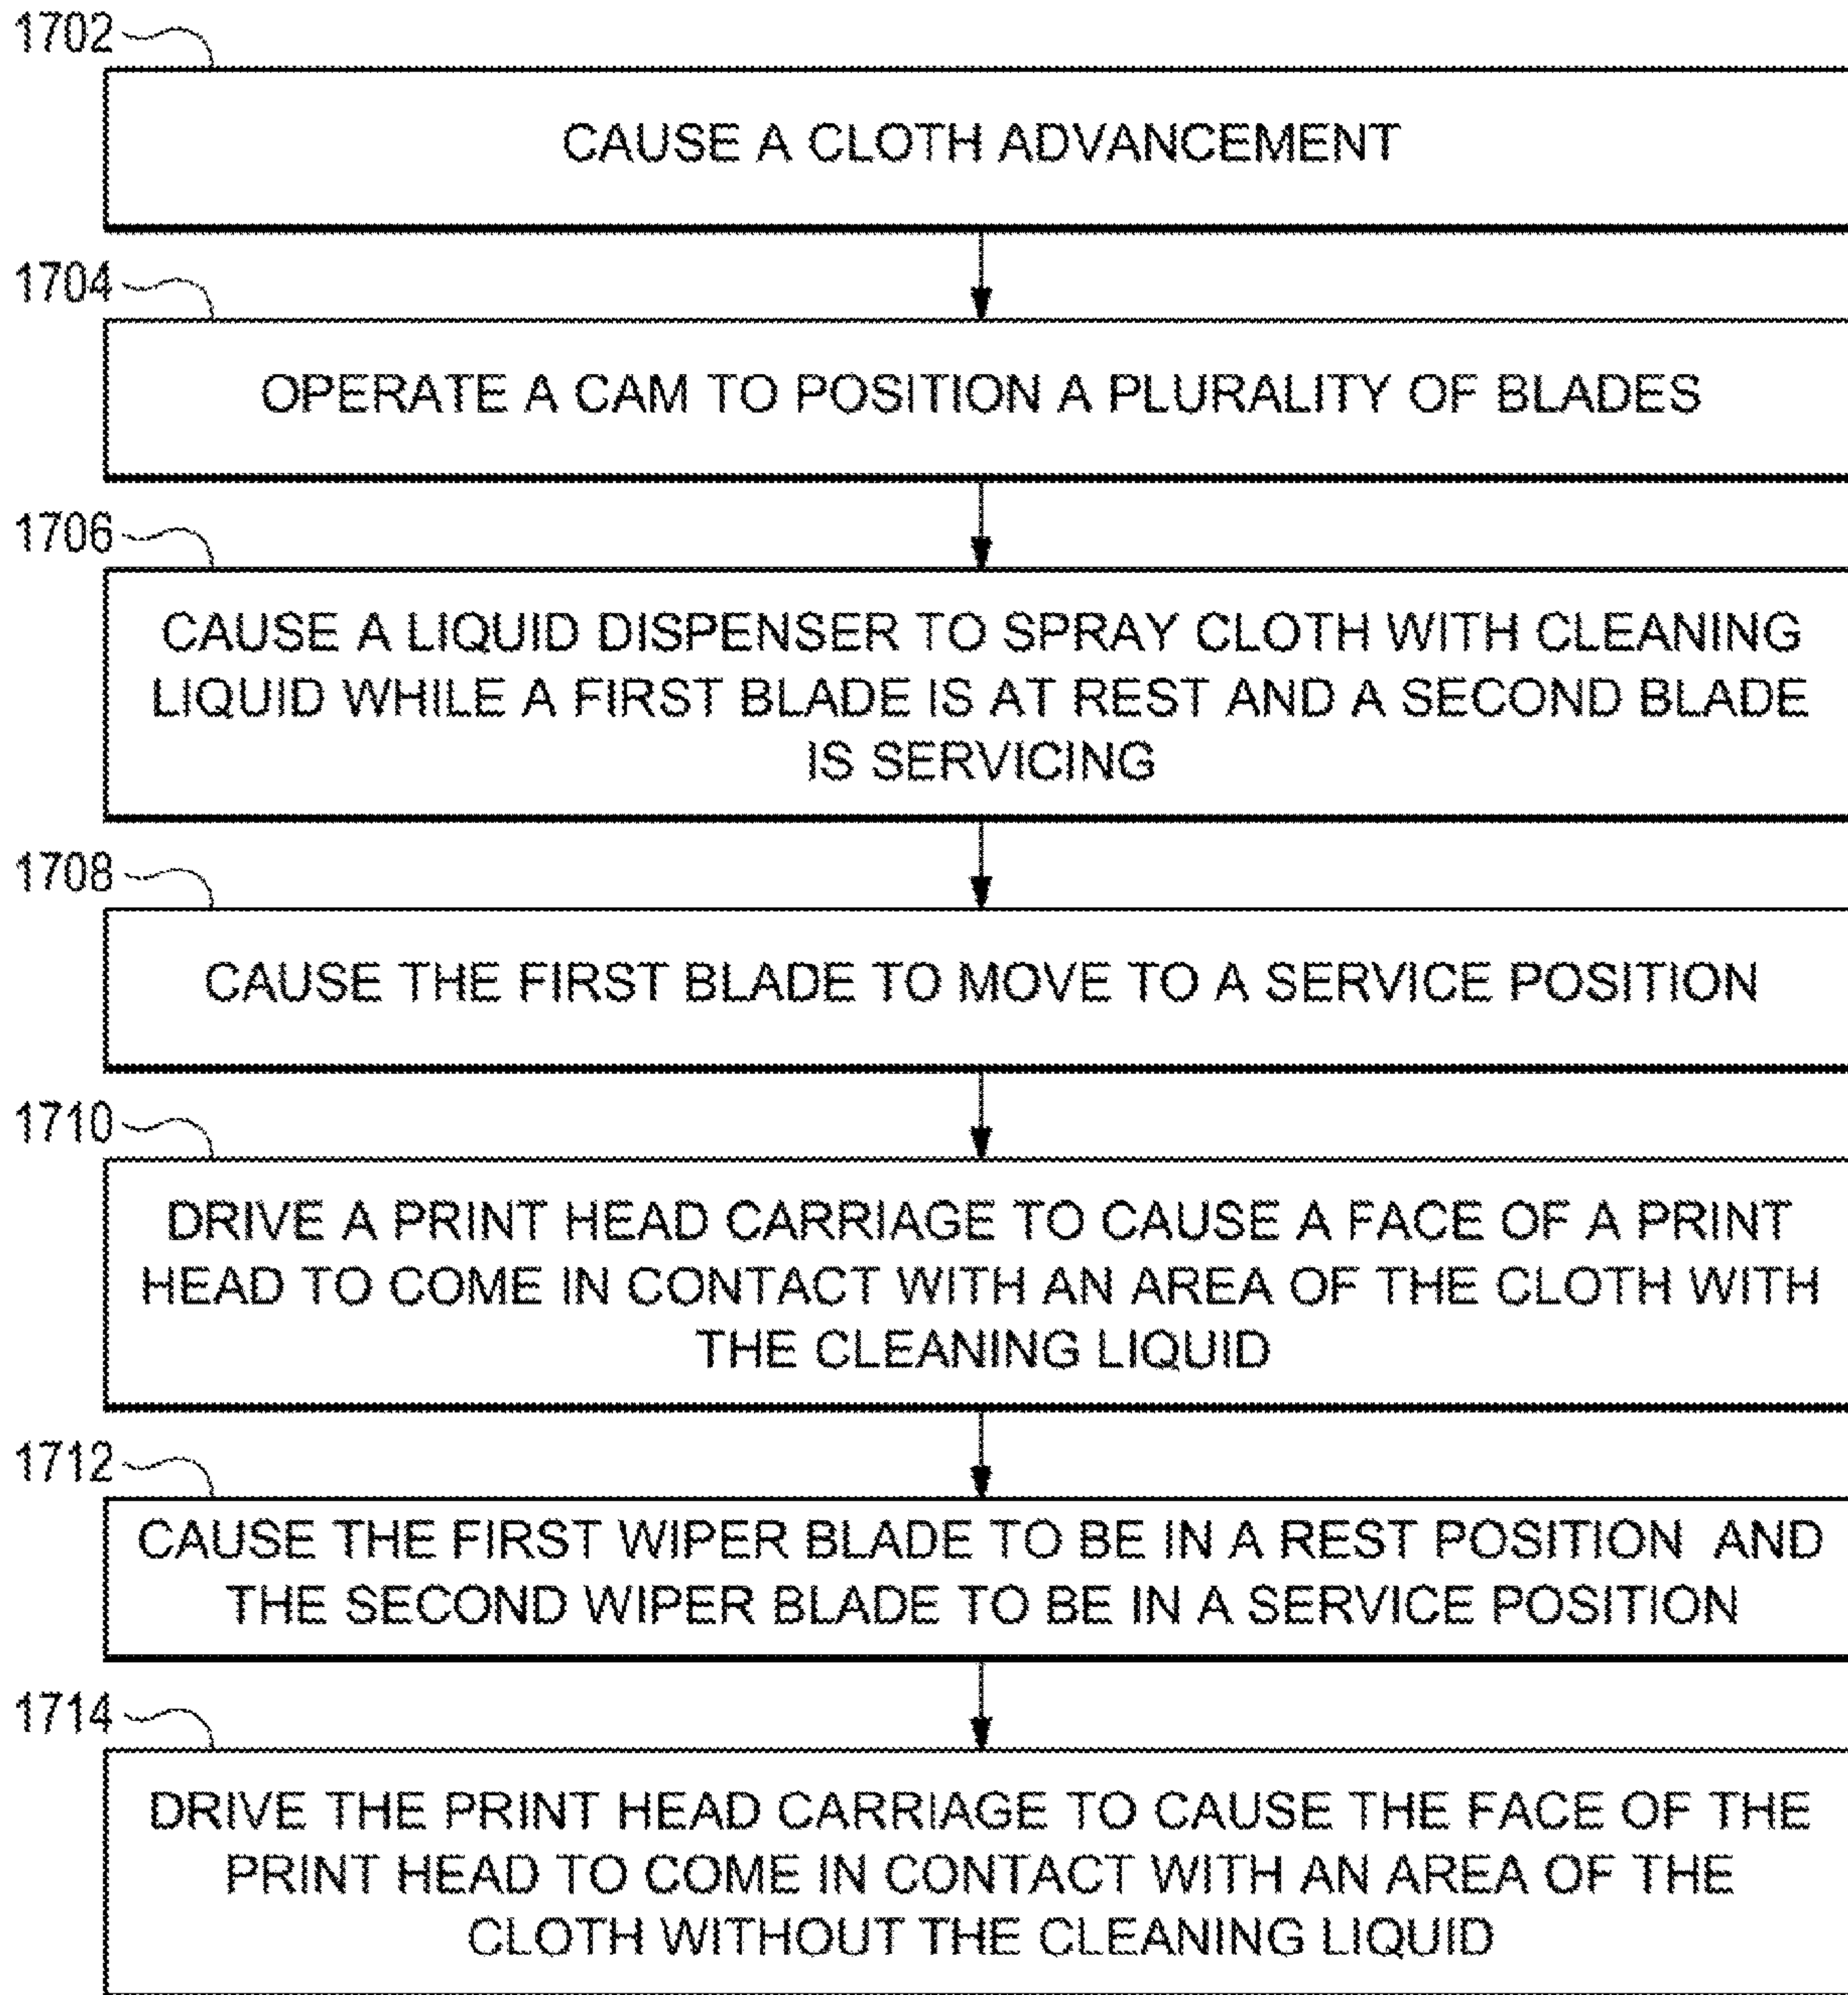 1702
CAUSE A CLOTH ADVANCEMENT
1704
OPERATE A CAM TO POSITION A PLURALITY OF BLADES
1706
CAUSE A LIQUID DISPENSER TO SPRAY CLOTH WITH CLEANING
LIQUID WHILE A FIRST BLADE IS AT REST AND A SECOND BLADE
IS SERVICING
1708
CAUSE THE FIRST BLADE TO MOVE TO A SERVICE POSITION
1710
DRIVE A PRINT HEAD CARRIAGE TO CAUSE A FACE OF A PRINT
HEAD TO COME IN CONTACT WITH AN AREA OF THE CLOTH WITH
THE CLEANING LIQUID
1712
CAUSE THE FIRST WIPER BLADE TO BE IN A REST POSITION AND
THE SECOND WIPER BLADE TO BE IN A SERVICE POSITION
1714
DRIVE THE PRINT HEAD CARRIAGE TO CAUSE THE FACE OF THE
PRINT HEAD TO COME IN CONTACT WITH AN AREA OF THE
CLOTH WITHOUT THE CLEANING LIQUID